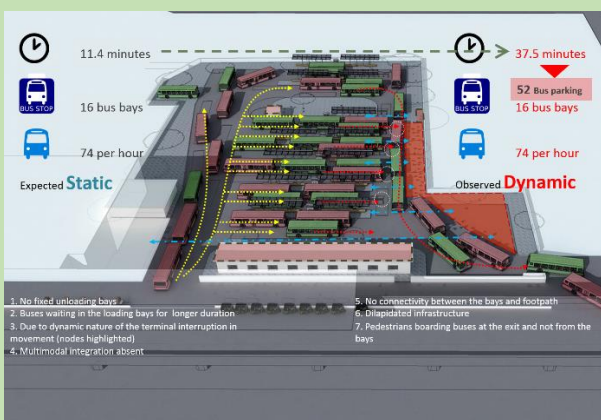 11.4 minutes
37.5 minutes
52 Bus parking
BUS STOP
16 bus bays
BUS STOP
16 bus bays
74 per hour
74 per hour
Expected Static
Observed Dynamic
1. No fixed unloading bays
2. Buses waiting in the loading bays for longer duration
3. Due to dynamic nature of the terminal interruption in
movement (nodes highlighted)
4. Multimodal integration absent
5. No connectivity between the bays and footpath
6. Dilapidated infrastructure
7. Pedestrians boarding buses at the exit and not from the
bays